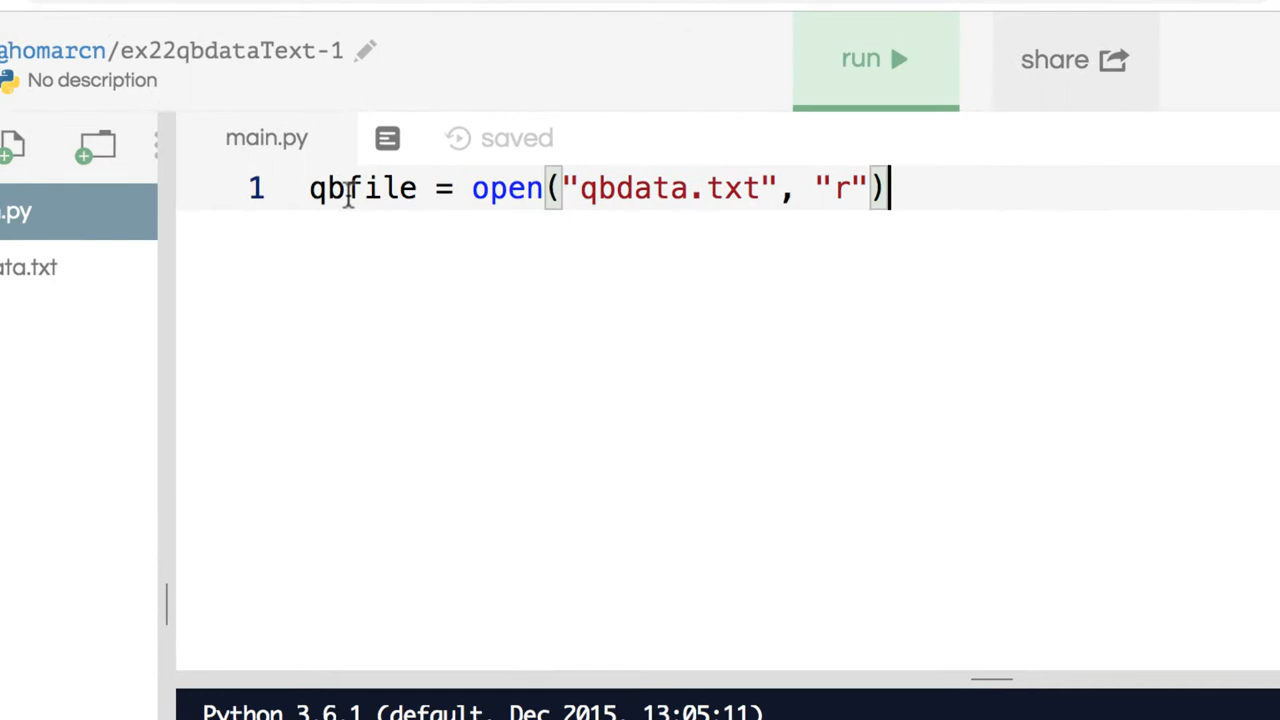 @homarcn/ex22qbdataText-1
No description
run
share
main.py
saved
.py
ata.txt
1 qbfile = open("qbdata.txt", "r")
Python 3.6.1 (default, Dec 2015, 13:05:11)